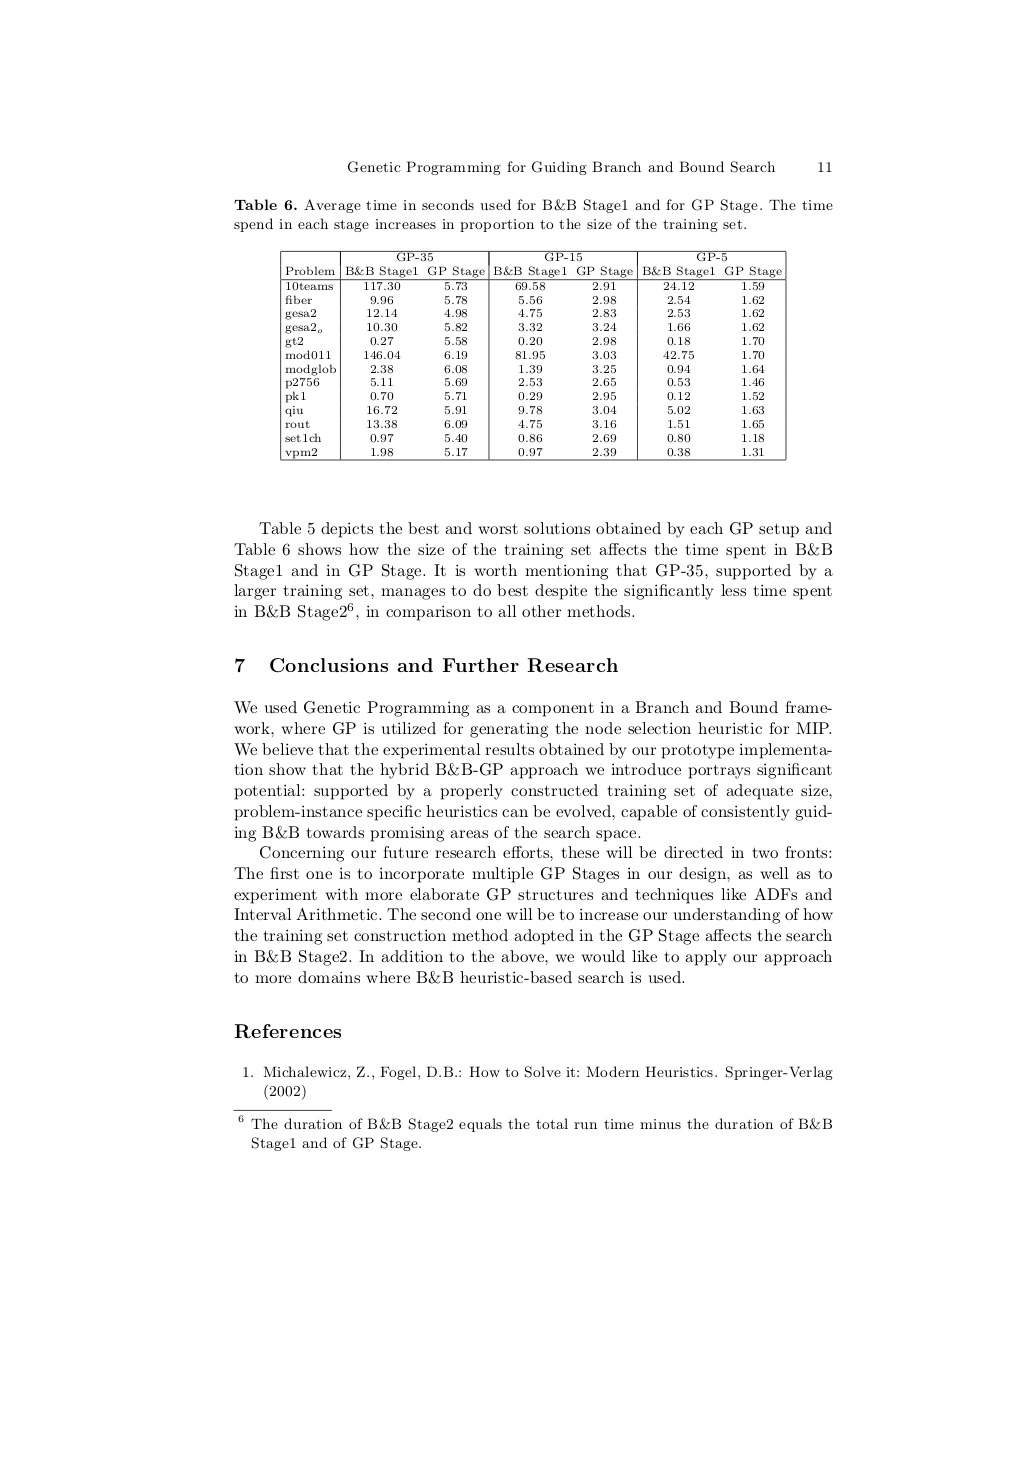 Genetic Programming for Guiding Branch and Bound Search 11
Table 6. Average time in seconds used for B&B Stage1 and for GP Stage. The time
spend in each stage increases in proportion to the size of the training set.
GP-35 GP-15 GP-5
Problem B&B Stage1 GP Stage B&B Stage1 GP Stage B&B Stage1 GP Stage
10teams 117.30 5.73 69.58 2.91 24.12 1.59
fiber 9.96 5.78 5.56 2.98 2.54 1.62
gesa2 12.14 4.98 4.75 2.83 2.53 1.62
gesa2_o 10.30 5.82 3.32 3.24 1.66 1.62
gt2 0.27 5.58 0.20 2.98 0.18 1.70
mod011 146.04 6.19 81.95 3.03 42.75 1.70
modglob 2.38 6.08 1.39 3.25 0.94 1.64
p2756 5.11 5.69 2.53 2.65 0.53 1.46
pk1 0.70 5.71 0.29 2.95 0.12 1.52
qiu 16.72 5.91 9.78 3.04 5.02 1.63
rout 13.38 6.09 4.75 3.16 1.51 1.65
set1ch 0.97 5.40 0.86 2.69 0.80 1.18
vpm2 1.98 5.17 0.97 2.39 0.38 1.31
Table 5 depicts the best and worst solutions obtained by each GP setup and
Table 6 shows how the size of the training set affects the time spent in B&B
Stage1 and in GP Stage. It is worth mentioning that GP-35, supported by a
larger training set, manages to do best despite the significantly less time spent
in B&B Stage2⁶, in comparison to all other methods.
7 Conclusions and Further Research
We used Genetic Programming as a component in a Branch and Bound frame-
work, where GP is utilized for generating the node selection heuristic for MIP.
We believe that the experimental results obtained by our prototype implementa-
tion show that the hybrid B&B-GP approach we introduce portrays significant
potential: supported by a properly constructed training set of adequate size,
problem-instance specific heuristics can be evolved, capable of consistently guid-
ing B&B towards promising areas of the search space.
Concerning our future research efforts, these will be directed in two fronts:
The first one is to incorporate multiple GP Stages in our design, as well as to
experiment with more elaborate GP structures and techniques like ADFs and
Interval Arithmetic. The second one will be to increase our understanding of how
the training set construction method adopted in the GP Stage affects the search
in B&B Stage2. In addition to the above, we would like to apply our approach
to more domains where B&B heuristic-based search is used.
References
1. Michalewicz, Z., Fogel, D.B.: How to Solve it: Modern Heuristics. Springer-Verlag
(2002)
⁶ The duration of B&B Stage2 equals the total run time minus the duration of B&B
Stage1 and of GP Stage.